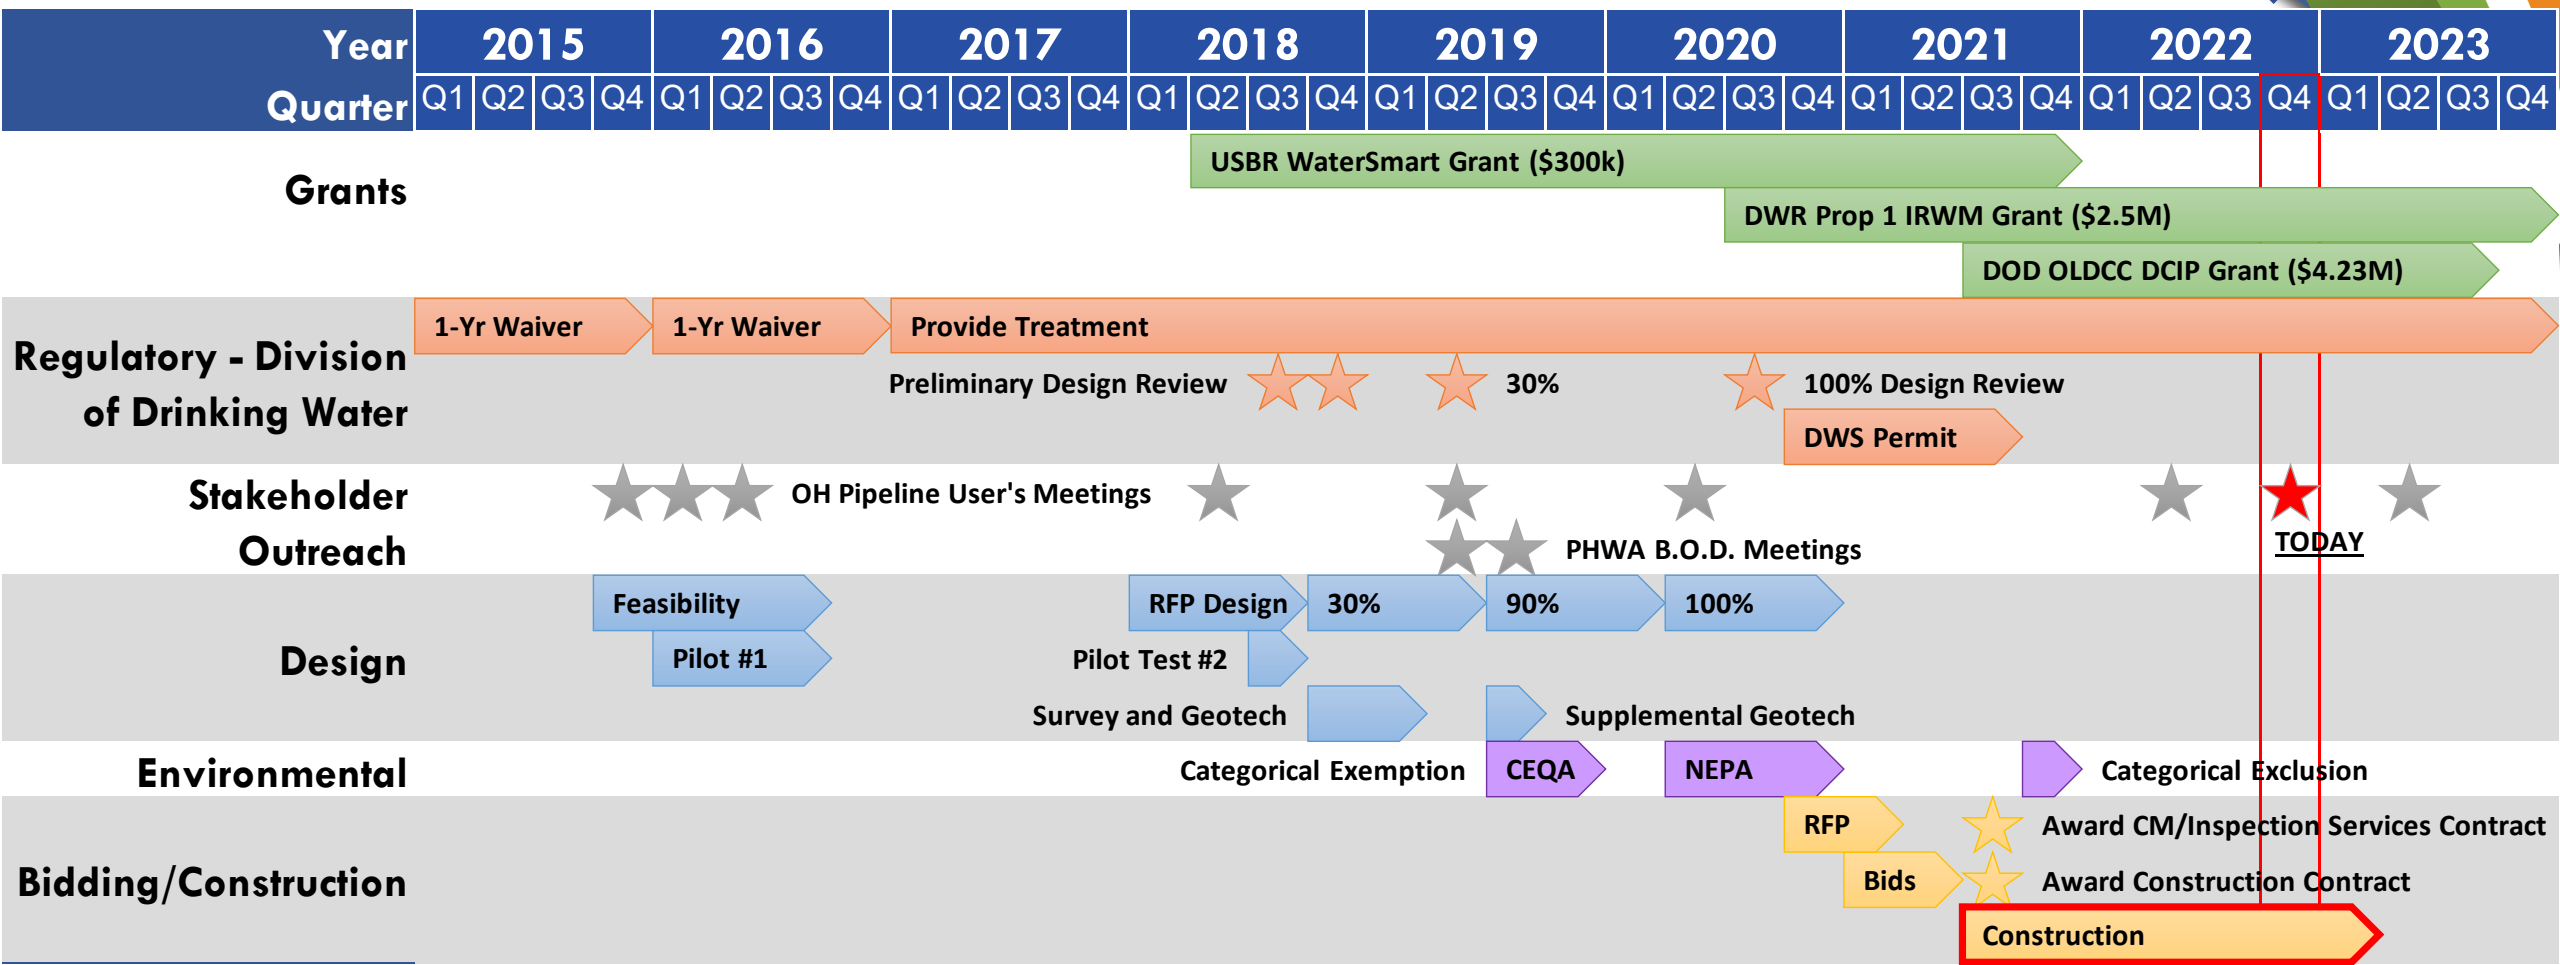 Year 2015 2016 2017 2018 2019 2020 2021 2022 2023
Quarter Q1 Q2 Q3 Q4 Q1 Q2 Q3 Q4 Q1 Q2 Q3 Q4 Q1 Q2 Q3 Q4 Q1 Q2 Q3 Q4 Q1 Q2 Q3 Q4 Q1 Q2 Q3 Q4 Q1 Q2 Q3 Q4 Q1 Q2 Q3 Q4
Grants
USBR WaterSmart Grant ($300k)
DWR Prop 1 IRWM Grant ($2.5M)
DOD OLDCC DCIP Grant ($4.23M)
Regulatory - Division
of Drinking Water
1-Yr Waiver 1-Yr Waiver Provide Treatment
Preliminary Design Review 30% 100% Design Review
DWS Permit
Stakeholder
Outreach
OH Pipeline User's Meetings
TODAY
PHWA B.O.D. Meetings
Design
Feasibility RFP Design 30% 90% 100%
Pilot #1 Pilot Test #2
Survey and Geotech Supplemental Geotech
Environmental
Categorical Exemption CEQA NEPA Categorical Exclusion
Bidding/Construction
RFP Award CM/Inspection Services Contract
Bids Award Construction Contract
Construction